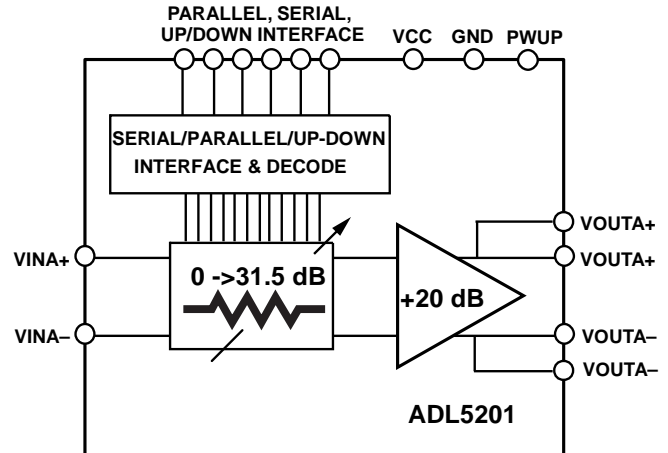 PARALLEL, SERIAL,
UP/DOWN INTERFACE
VCC GND PWUP
SERIAL/PARALLEL/UP-DOWN
INTERFACE & DECODE
VOUTA+
VINA+
0 ->31.5 dB
VOUTA+
+20 dB
VINA–
VOUTA–
VOUTA–
ADL5201